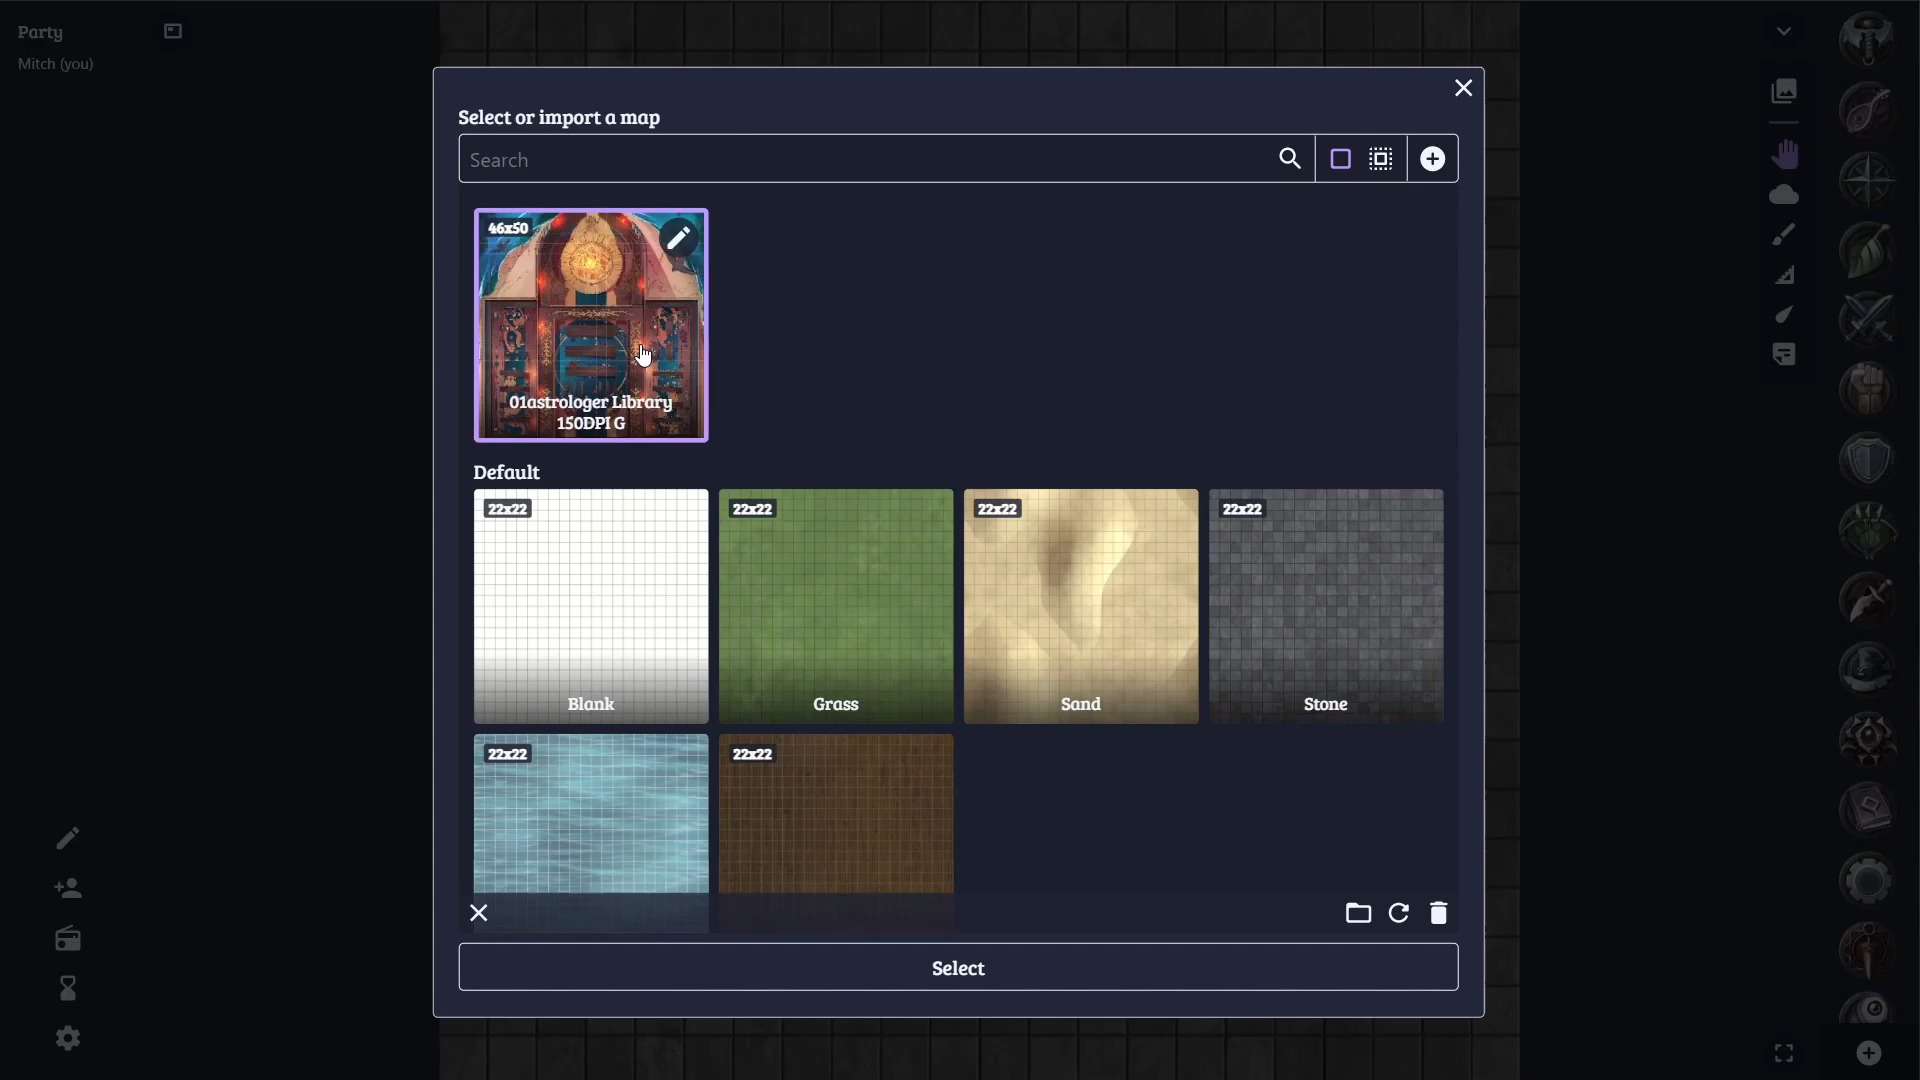 Party
Mitch (you)
Select or import a map
Search
46x50
01astrologer Library
150DPI G
Default
22x22
22x22
22x22
22x22
Blank
Grass
Sand
Stone
22x22
22x22
Select